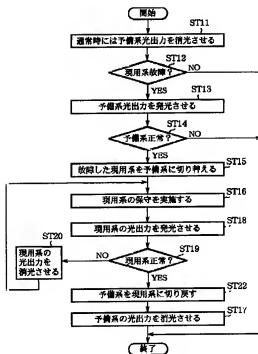 開始
ST11
通常時には予備系光出力を消光させる
ST12
現用系故障?
NO
YES
ST13
予備系光出力を発光させる
ST14
予備系正常?
NO
YES
ST15
故障した現用系を予備系に切り替える
ST16
現用系の保守を実施する
ST18
現用系の光出力を発光させる
ST20
現用系の
光出力を
消光させる
ST19
現用系正常?
NO
YES
ST22
予備系を現用系に切り戻す
ST17
予備系の光出力を消光させる
終了